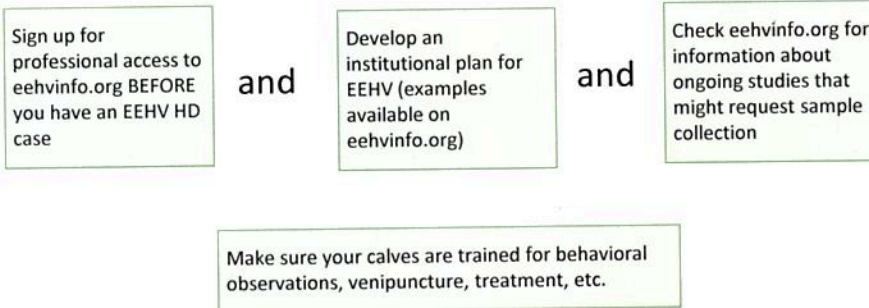 Sign up for
professional access to
eehvinfo.org BEFORE
you have an EEHV HD
case
and
Develop an
institutional plan for
EEHV (examples
available on
eehvinfo.org)
and
Check eehvinfo.org for
information about
ongoing studies that
might request sample
collection
Make sure your calves are trained for behavioral
observations, venipuncture, treatment, etc.